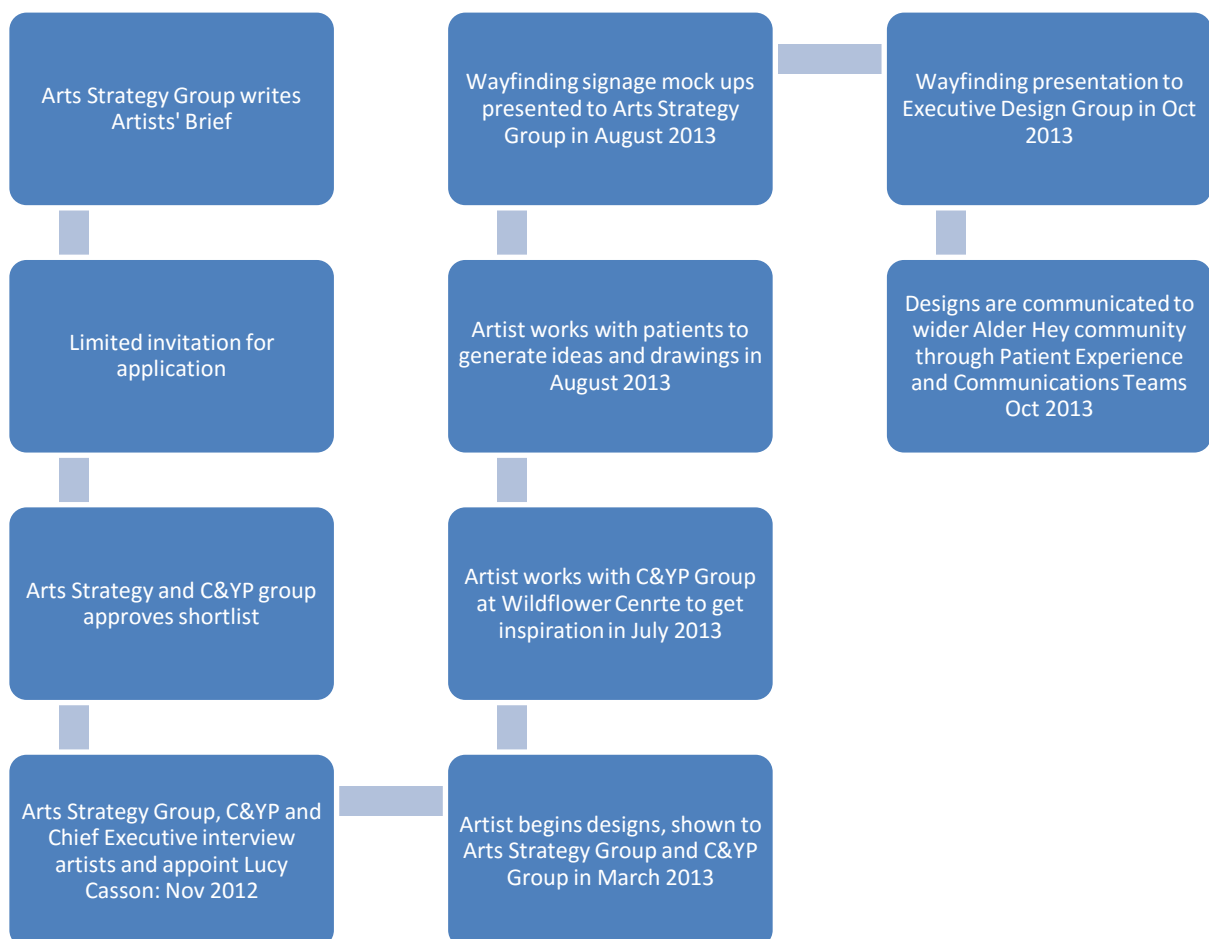 Arts Strategy Group writes
Artists' Brief
Limited invitation for
application
Arts Strategy and C&YP group
approves shortlist
Arts Strategy Group, C&YP and
Chief Executive interview
artists and appoint Lucy
Casson: Nov 2012
Artist begins designs, shown to
Arts Strategy Group and C&YP
Group in March 2013
Artist works with C&YP Group
at Wildflower Cenrte to get
inspiration in July 2013
Artist works with patients to
generate ideas and drawings in
August 2013
Wayfinding signage mock ups
presented to Arts Strategy
Group in August 2013
Wayfinding presentation to
Executive Design Group in Oct
2013
Designs are communicated to
wider Alder Hey community
through Patient Experience
and Communications Teams
Oct 2013